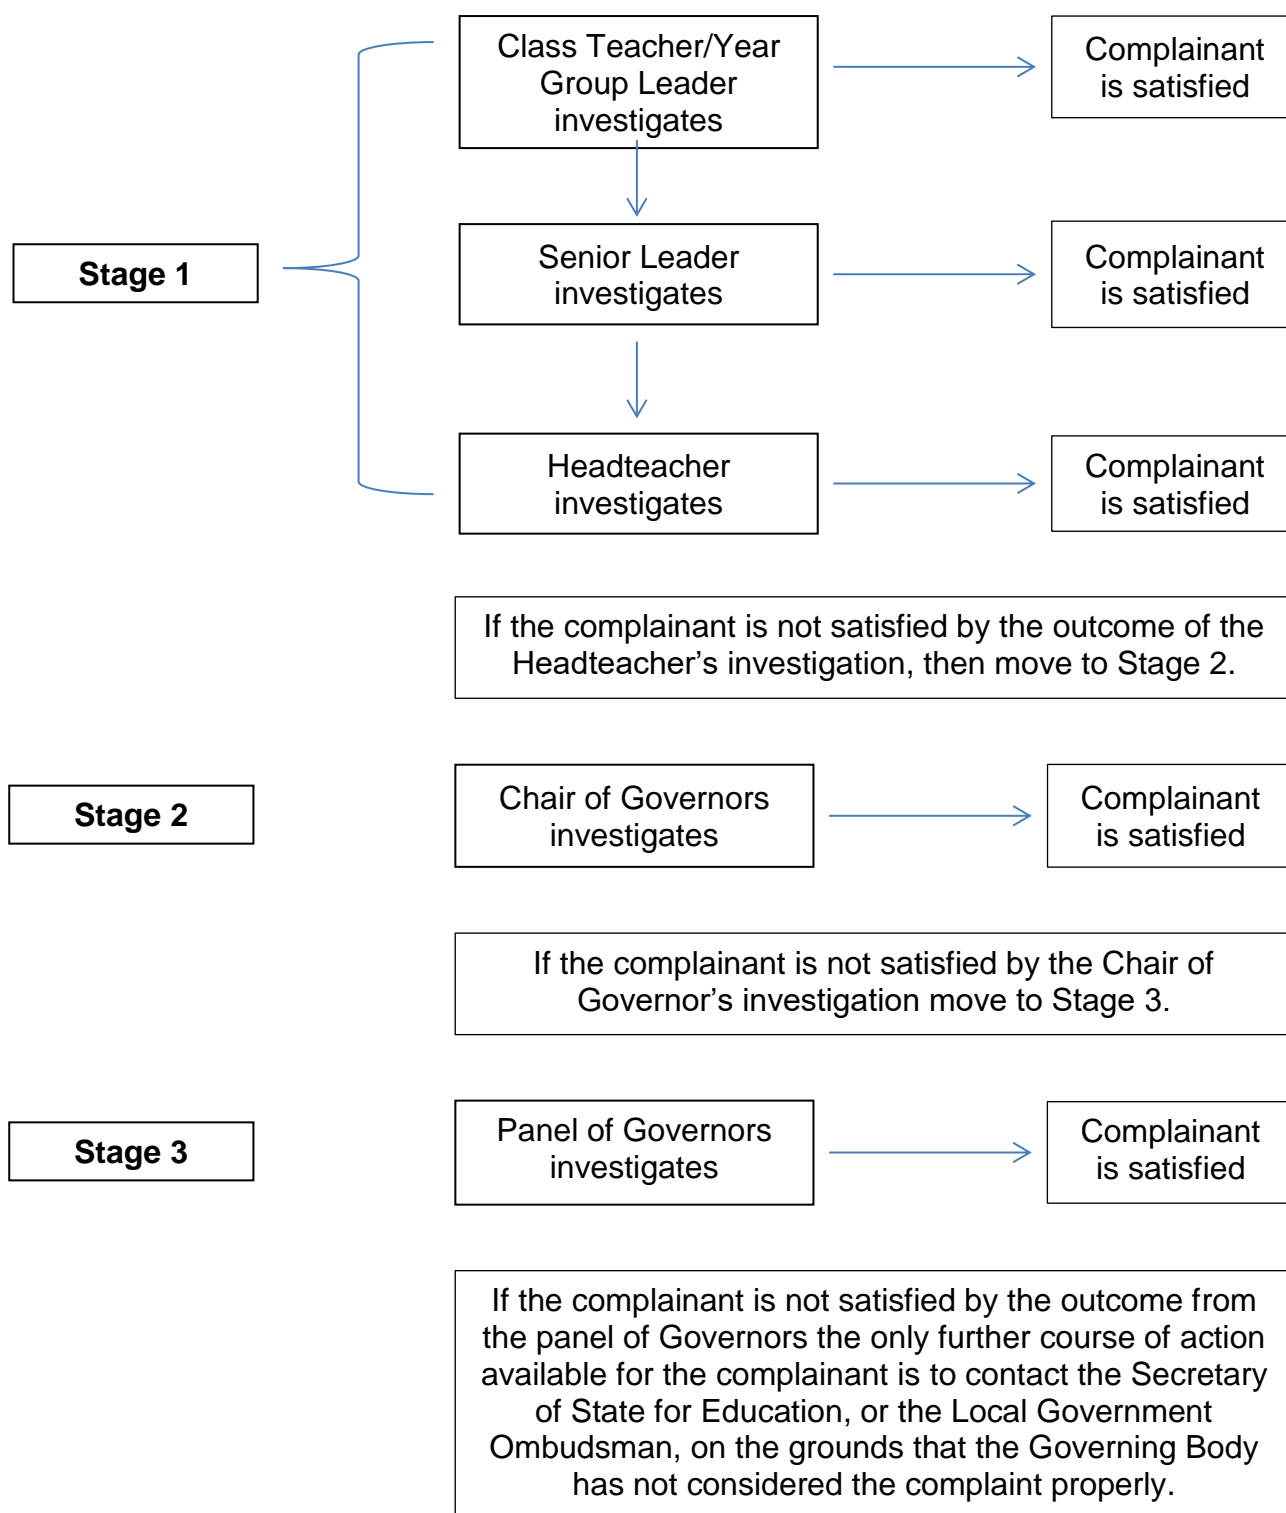 Class Teacher/Year
Group Leader
investigates
Complainant
is satisfied
Stage 1
Senior Leader
investigates
Complainant
is satisfied
Headteacher
investigates
Complainant
is satisfied
If the complainant is not satisfied by the outcome of the
Headteacher’s investigation, then move to Stage 2.
Stage 2
Chair of Governors
investigates
Complainant
is satisfied
If the complainant is not satisfied by the Chair of
Governor’s investigation move to Stage 3.
Stage 3
Panel of Governors
investigates
Complainant
is satisfied
If the complainant is not satisfied by the outcome from
the panel of Governors the only further course of action
available for the complainant is to contact the Secretary
of State for Education, or the Local Government
Ombudsman, on the grounds that the Governing Body
has not considered the complaint properly.